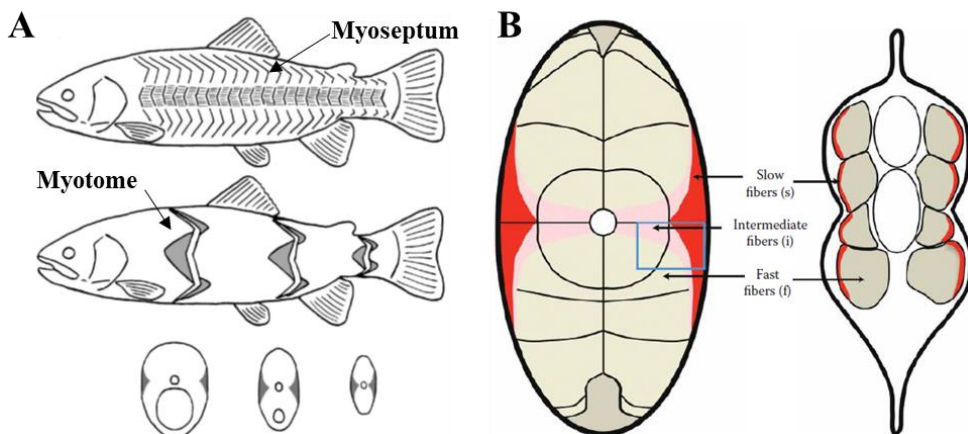 A
Myoseptum
Myotome
B
Slow
fibers (s)
Intermediate
fibers (i)
Fast
fibers (f)